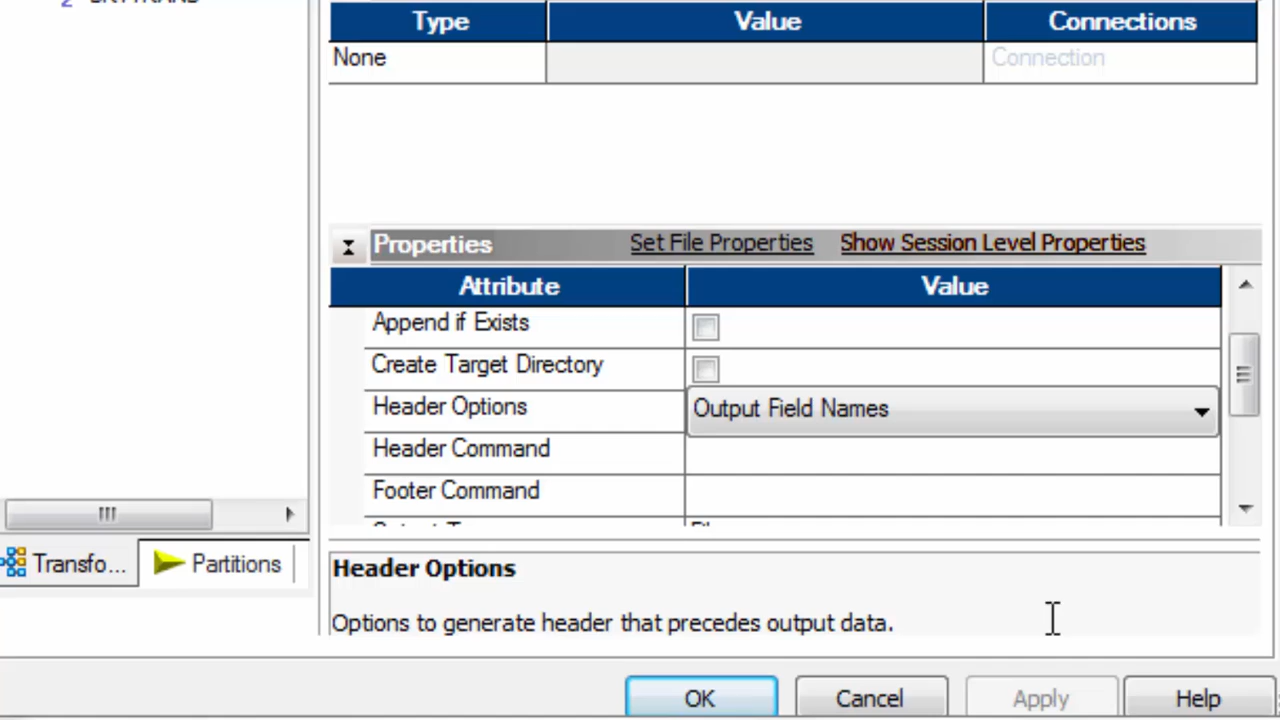 Type Value Connections
None Connection
Properties Set File Properties Show Session Level Properties
Attribute Value
Append if Exists
Create Target Directory
Header Options Output Field Names
Header Command
Footer Command
Transfo... Partitions
Header Options
Options to generate header that precedes output data.
OK Cancel Apply Help